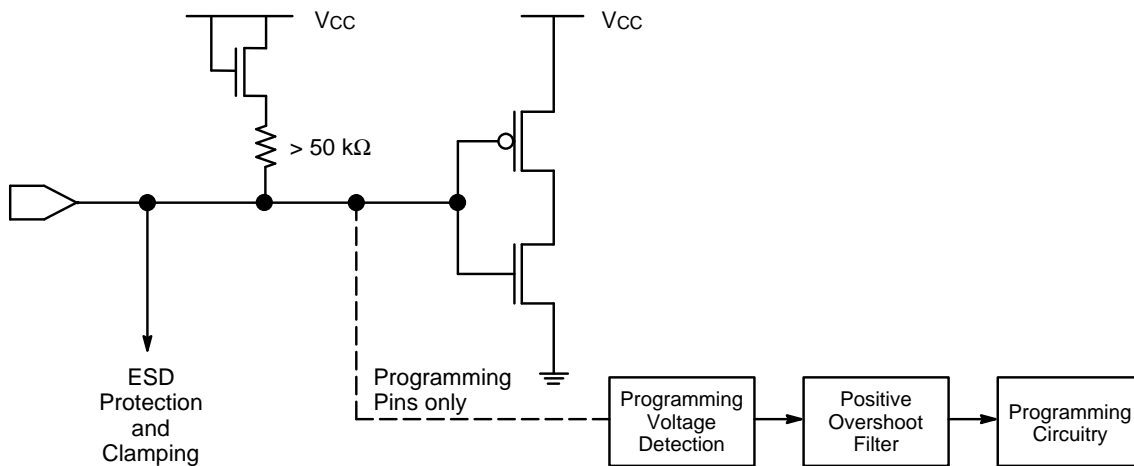 VCC
VCC
> 50 kΩ
ESD
Protection
and
Clamping
Programming
Pins only
Programming
Voltage
Detection
Positive
Overshoot
Filter
Programming
Circuitry